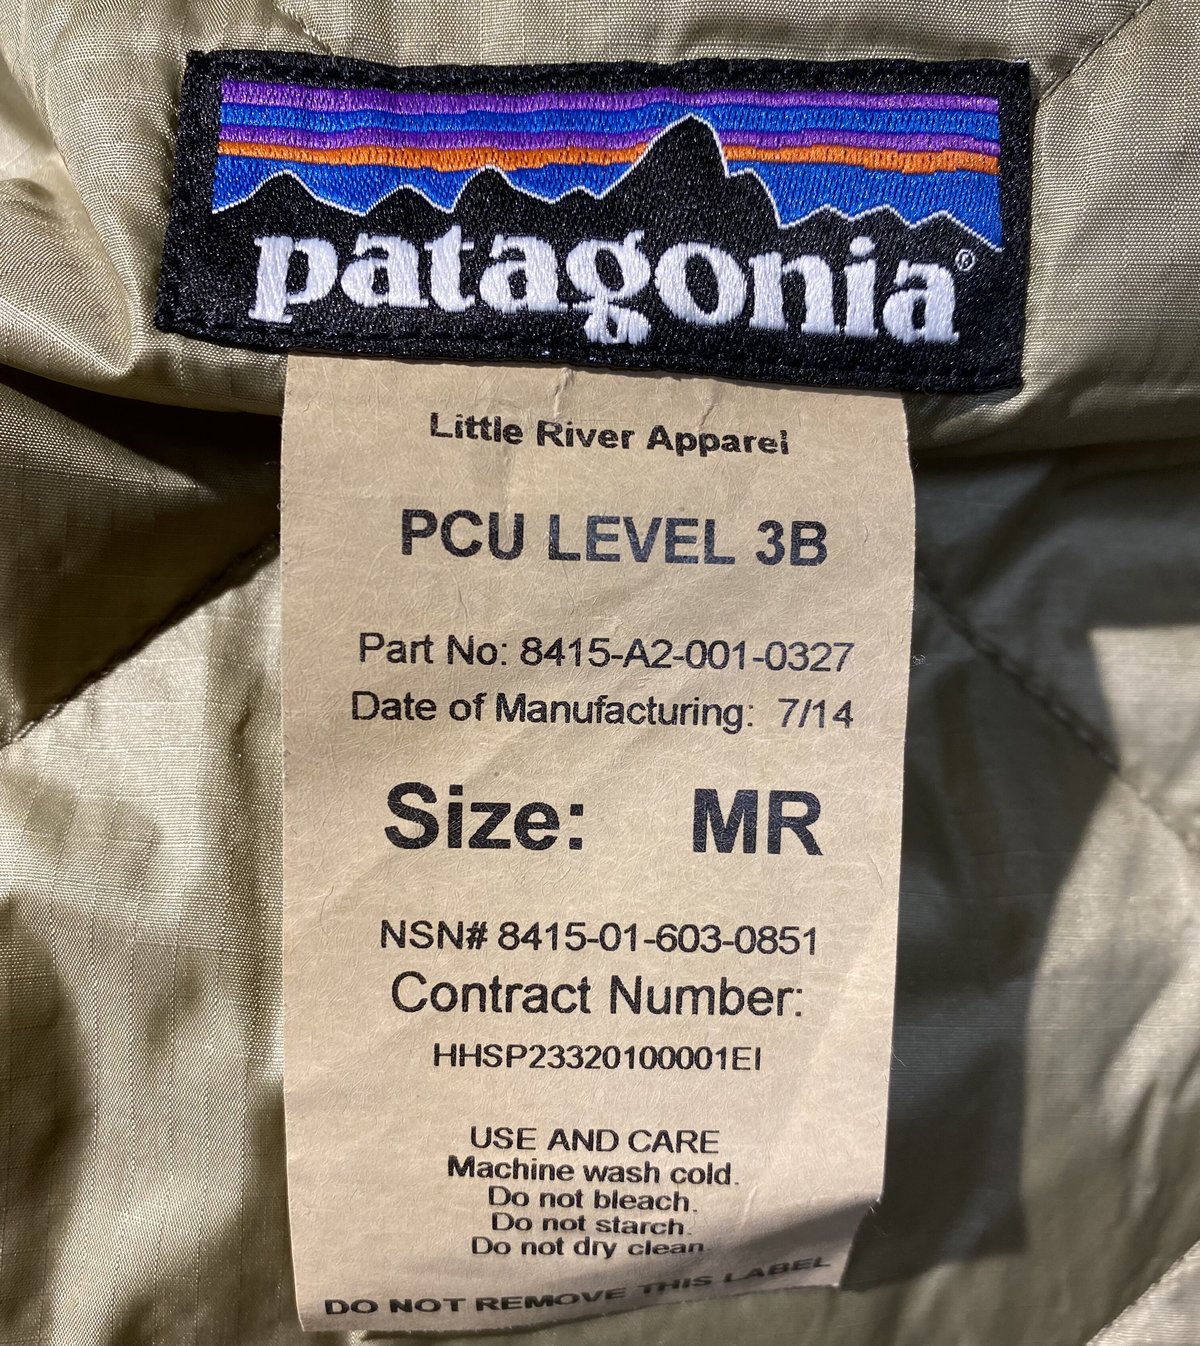 patagonia®
Little River Apparel
PCU LEVEL 3B
Part No: 8415-A2-001-0327
Date of Manufacturing: 7/14
Size: MR
NSN# 8415-01-603-0851
Contract Number:
HHSP23320100001EI
USE AND CARE
Machine wash cold.
Do not bleach.
Do not starch.
Do not dry clean.
DO NOT REMOVE THIS LABEL